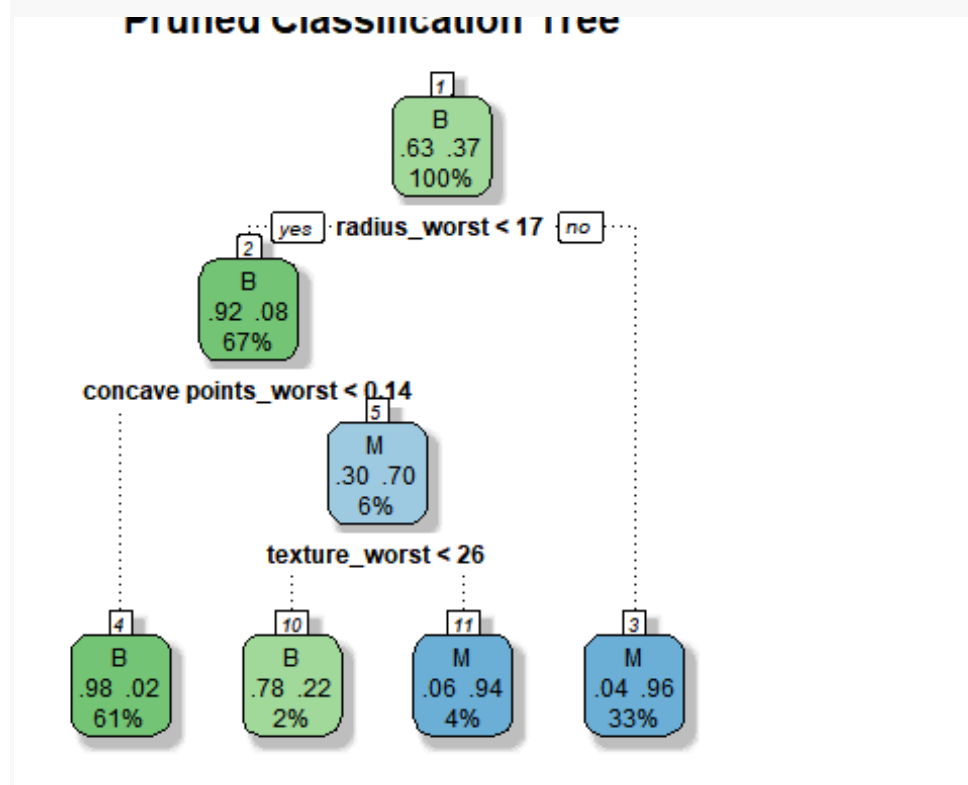 Pruned Classification Tree
1
B
.63 .37
100%
yes radius_worst < 17 no
2
B
.92 .08
67%
concave points_worst < 0.14
5
M
.30 .70
6%
texture_worst < 26
4
B
.98 .02
61%
10
B
.78 .22
2%
11
M
.06 .94
4%
3
M
.04 .96
33%